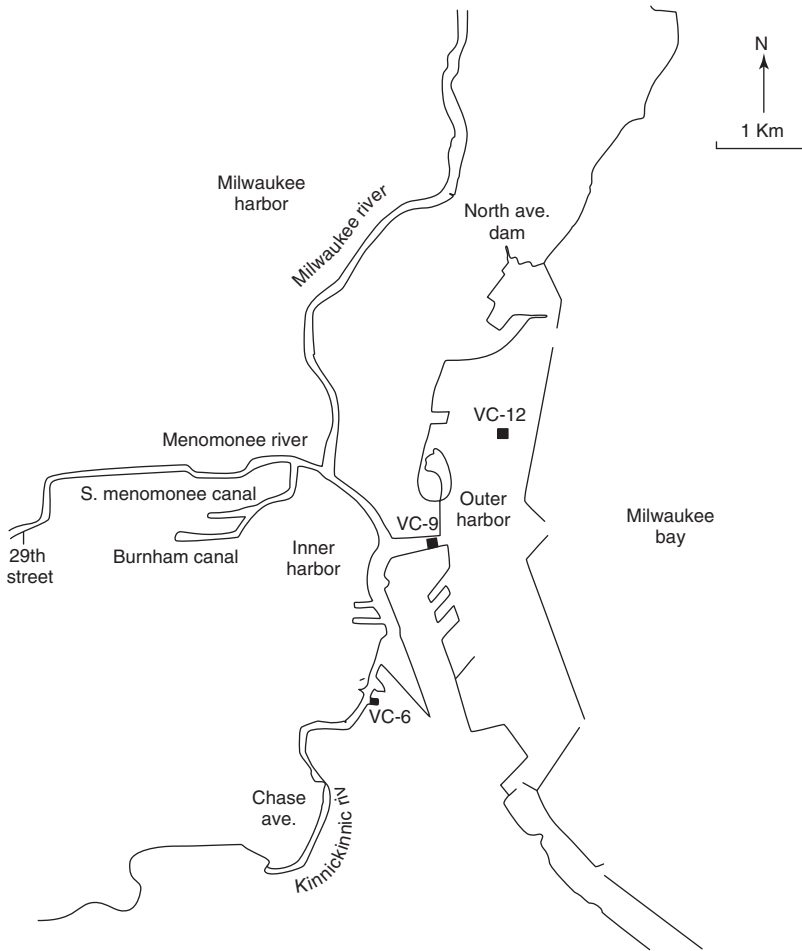 N
1 Km
Milwaukee
harbor
Milwaukee river
North ave.
dam
VC-12
Menomonee river
S. menomonee canal
Outer
harbor
VC-9
Milwaukee
bay
29th
street
Burnham canal
Inner
harbor
VC-6
Chase
ave.
Kinnickinnic riv